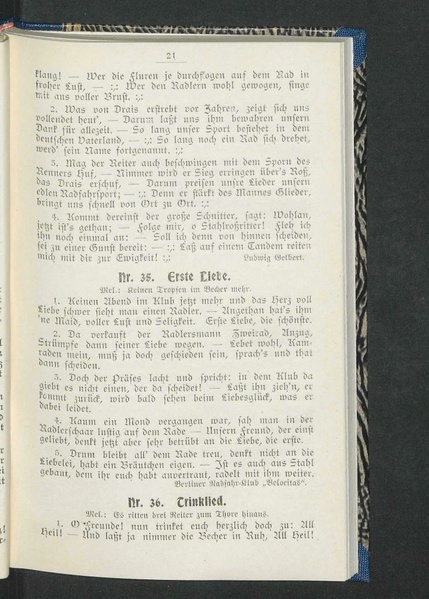 21
klang! — Wer die Fluren je durchflogen auf dem Rad in
froher Lust, — :,: Wer den Radlern wohl gewogen, singe
mit aus voller Brust. :,:
2. Was von Drais erstrebt vor Jahren, zeigt sich uns
vollendet heut', — Darum laßt uns ihm bewahren unsern
Dank für allezeit. — So lang unser Sport bestehet in dem
deutschen Vaterland, — :,: So lang noch ein Rad sich drehet,
werd' sein Name fortgenannt. :,:
3. Mag der Reiter auch beschwingen mit dem Sporn des
Renners Huf, — Nimmer wird er Sieg erringen über's Roß,
das Drais erschuf, — Darum preisen unsre Lieder unsern
edlen Radfahrsport; — Denn er stärkt des Mannes Glieder,
bringt uns schnell von Ort zu Ort. :,:
4. Kommt dereinst der große Schnitter, sagt: Wohlan,
jetzt ist's gethan; — Folge mir, o Stahlroßritter! Fleh ich
ihn noch einmal an: — Soll ich denn von hinnen scheiden,
sei zu einer Gunst bereit: — :,: Laß auf einem Tandem reiten
mich mit dir zur Ewigkeit! :,: Ludwig Gelbert.
Nr. 35. Erste Liebe.
Mel.: Keinen Tropfen im Becher mehr.
1. Keinen Abend im Klub jetzt mehr und das Herz voll
Liebe schwer sieht man einen Radler. — Angethan hat's ihm
'ne Maid, voller Lust und Seligkeit. Erste Liebe, die schönste.
2. Da verkauft der Radlersmann Zweirad, Anzug,
Strümpfe dann seiner Liebe wegen. — Lebet wohl, Kam-
raden mein, muß ja doch geschieden sein, sprach's und that
dann scheiden.
3. Doch der Präses lacht und spricht: in dem Klub da
giebt es nicht einen, der da scheidet! — Laßt ihn zieh'n, er
kommt zurück, wird bald sehen beim Liebesglück, was er
dabei leidet.
4. Kaum ein Mond vergangen war, sah man in der
Radlerschaar lustig auf dem Rade — Unsern Freund, der einst
geliebt, denkt jetzt aber sehr betrübt an die Liebe, die erste.
5. Drum bleibt all' dem Rade treu, denkt nicht an die
Liebelei, habt ein Bräutchen eigen. — Ist es auch aus Stahl
gebaut, dem ihr euch habt anvertraut, radelt mit ihm weiter.
Berliner Radfahr-Klub „Velocitas".
Nr. 36. Trinklied.
Mel.: Es ritten drei Reiter zum Thore hinaus.
1. O Freunde! nun trinket euch herzlich doch zu: All
Heil! — Und laßt ja nimmer die Becher in Ruh, All Heil!